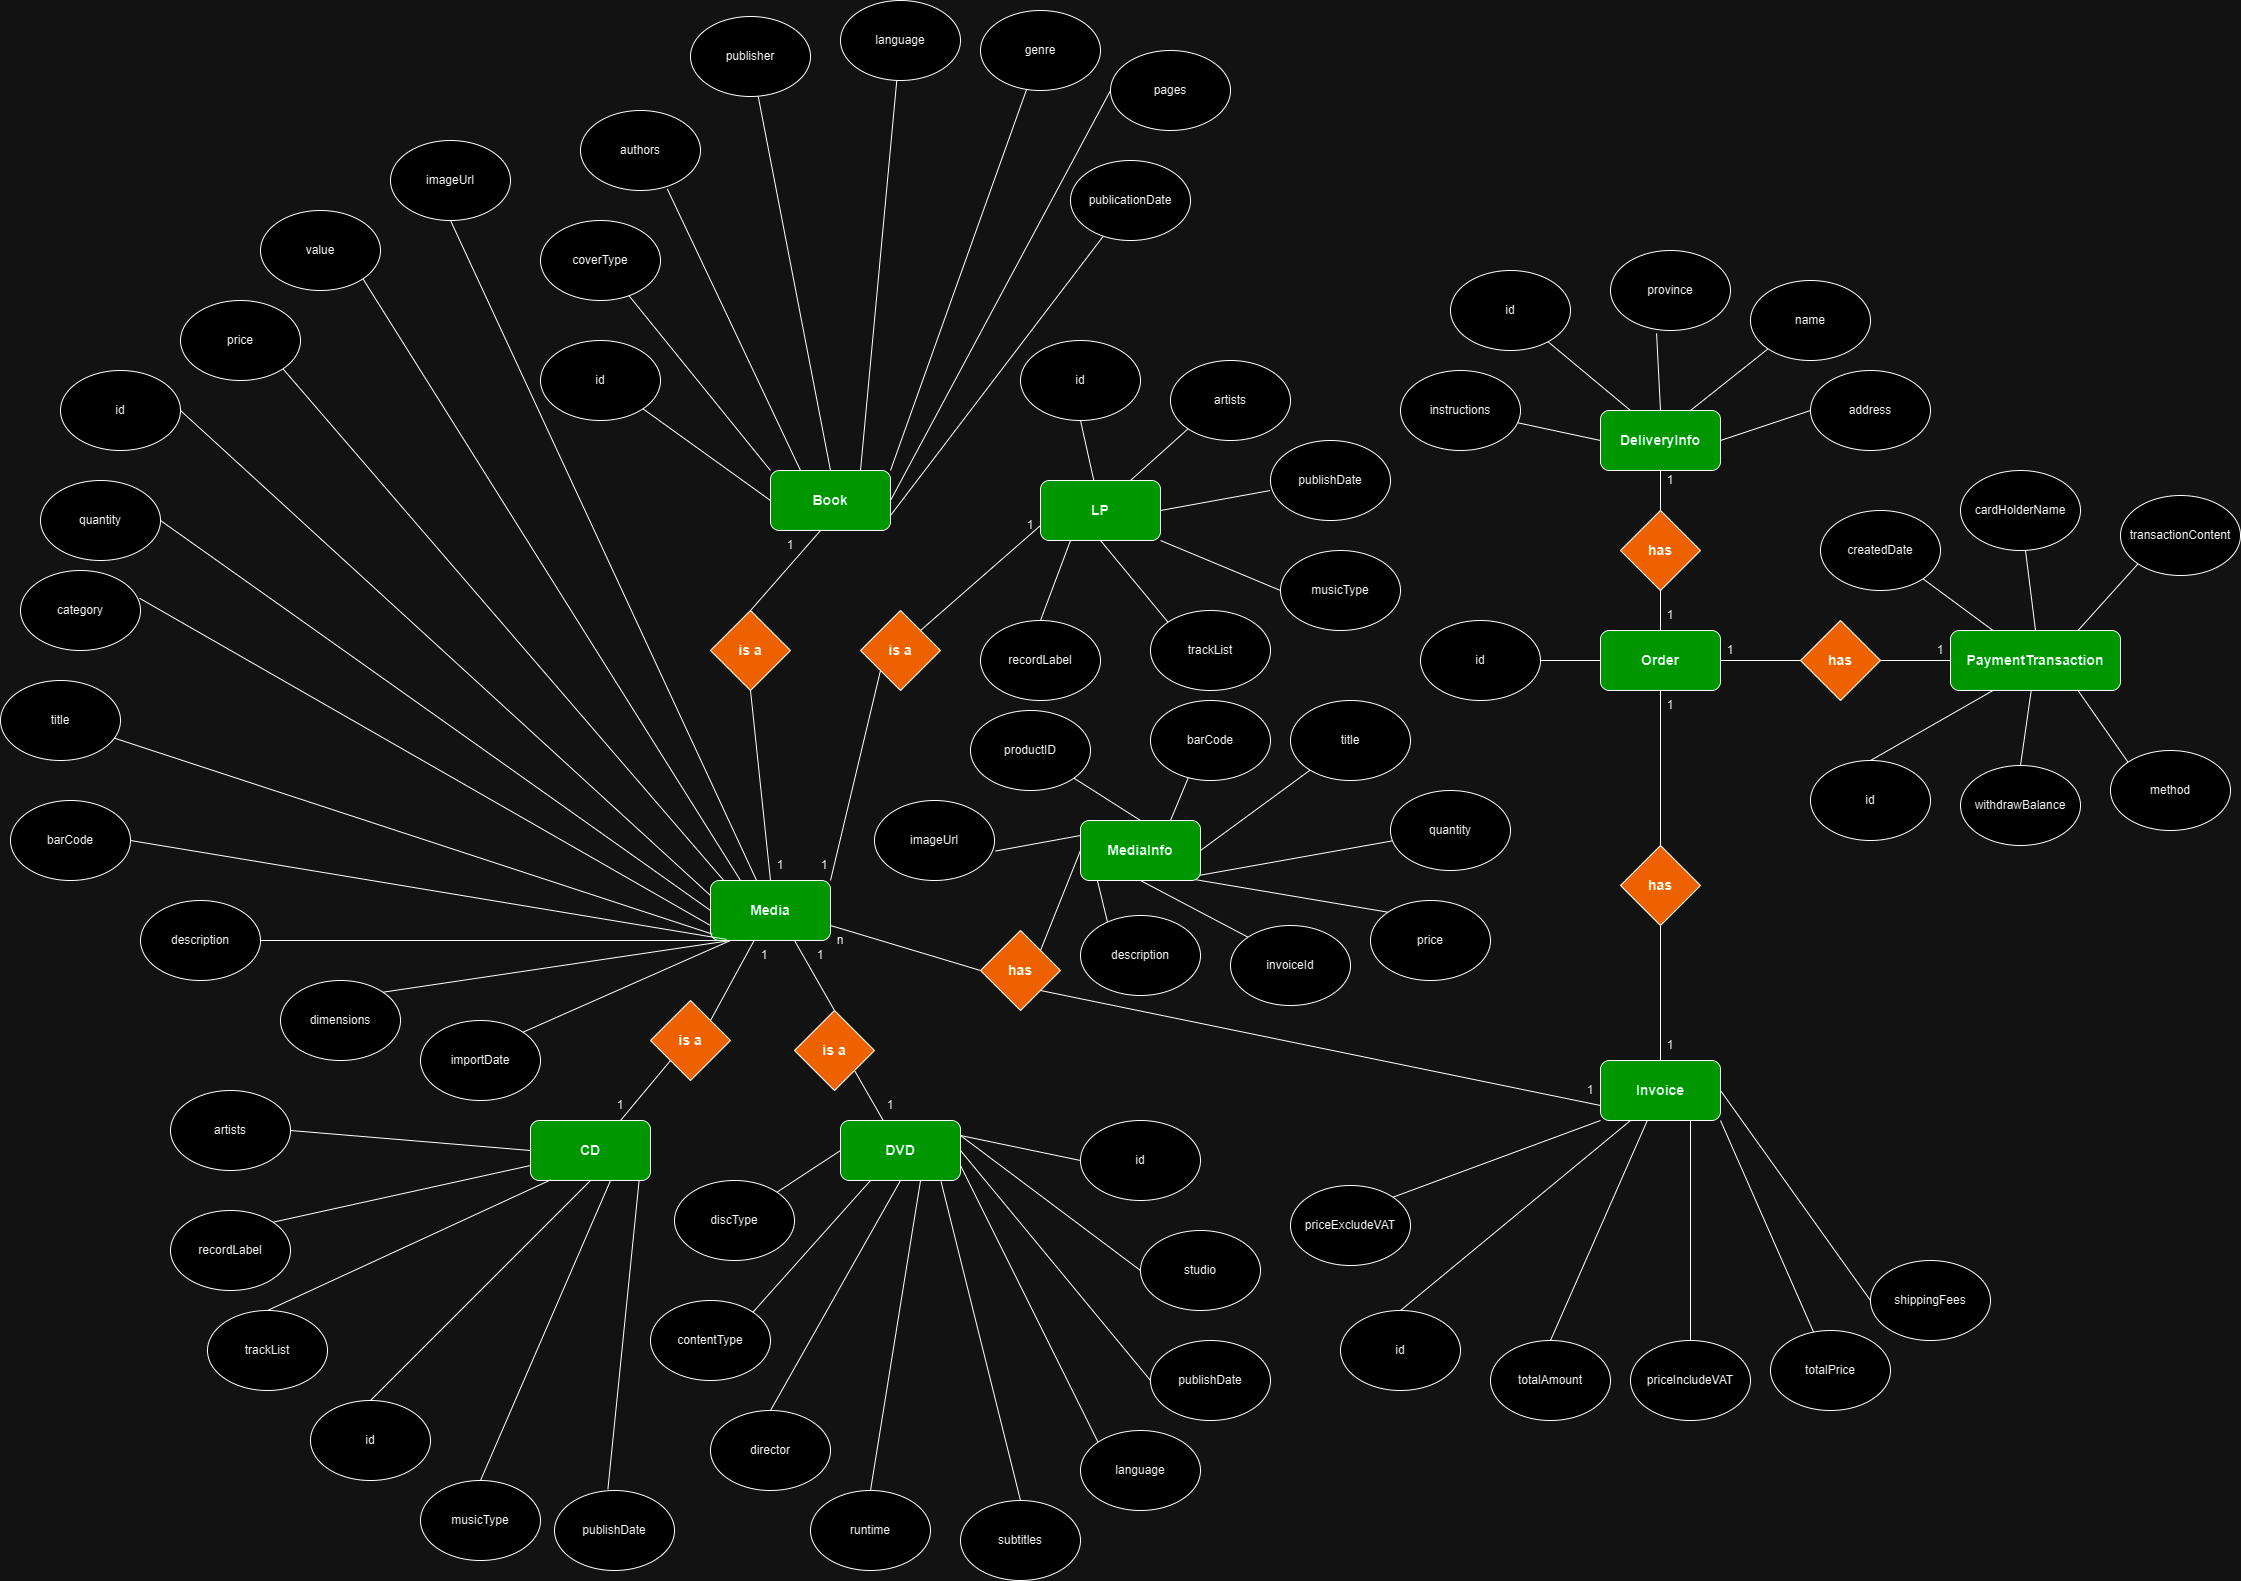 language
genre
publisher
pages
authors
imageUrl
publicationDate
value
coverType
province
id
name
price
id
id
artists
id
instructions
address
DeliveryInfo
publishDate
1
Book
LP
cardHolderName
quantity
1
transactionContent
1
has
createdDate
musicType
category
1
is a
is a
recordLabel
trackList
id
Order
1
has
1
PaymentTransaction
1
title
productID
barCode
title
method
id
withdrawBalance
quantity
barCode
imageUrl
MediaInfo
1
1
has
Media
description
n
price
1
1
description
invoiceId
has
dimensions
is a
is a
1
importDate
1
Invoice
1
1
artists
CD
DVD
id
discType
priceExcludeVAT
recordLabel
studio
shippingFees
contentType
trackList
id
totalPrice
publishDate
totalAmount
priceIncludeVAT
id
director
language
musicType
publishDate
runtime
subtitles